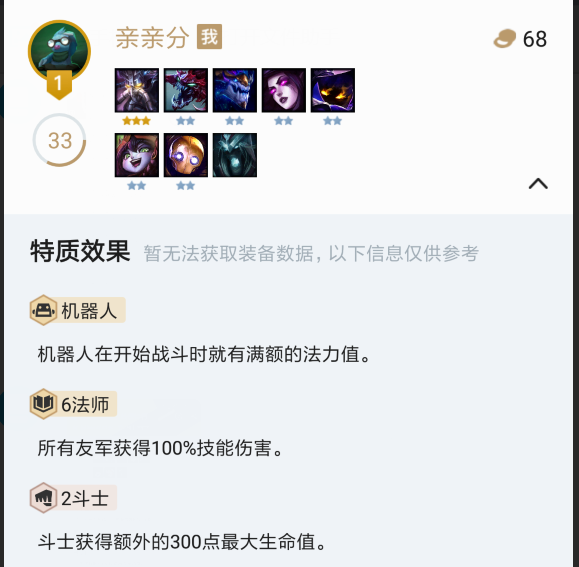 亲亲分 我
68
1
33
特质效果 暂无法获取装备数据，以下信息仅供参考
机器人
机器人在开始战斗时就有满额的法力值。
6法师
所有友军获得100%技能伤害。
2斗士
斗士获得额外的300点最大生命值。